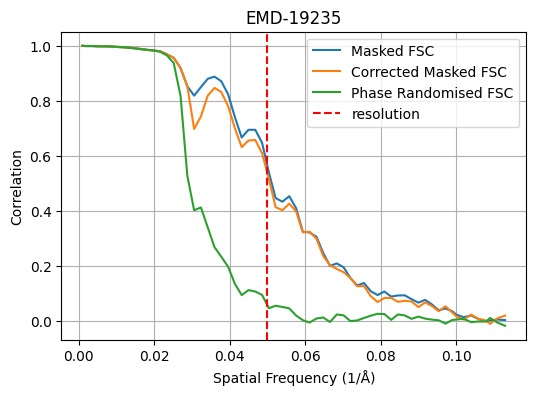 EMD-19235
Masked FSC
Corrected Masked FSC
Phase Randomised FSC
resolution
1.0
0.8
0.6
0.4
0.2
0.0
Correlation
0.00 0.02 0.04 0.06 0.08 0.10
Spatial Frequency (1/Å)